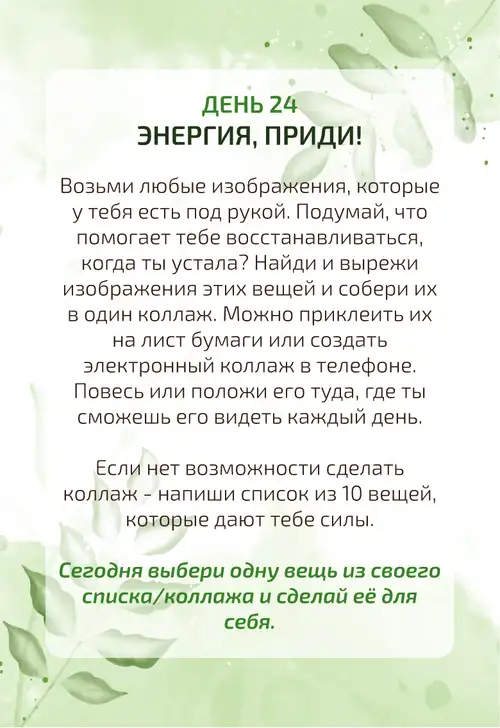 ДЕНЬ 24
ЭНЕРГИЯ, ПРИДИ!
Возьми любые изображения, которые
у тебя есть под рукой. Подумай, что
помогает тебе восстанавливаться,
когда ты устала? Найди и вырежи
изображения этих вещей и собери их
в один коллаж. Можно приклеить их
на лист бумаги или создать
электронный коллаж в телефоне.
Повесь или положи его туда, где ты
сможешь его видеть каждый день.
Если нет возможности сделать
коллаж - напиши список из 10 вещей,
которые дают тебе силы.
Сегодня выбери одну вещь из своего
списка/коллажа и сделай её для
себя.